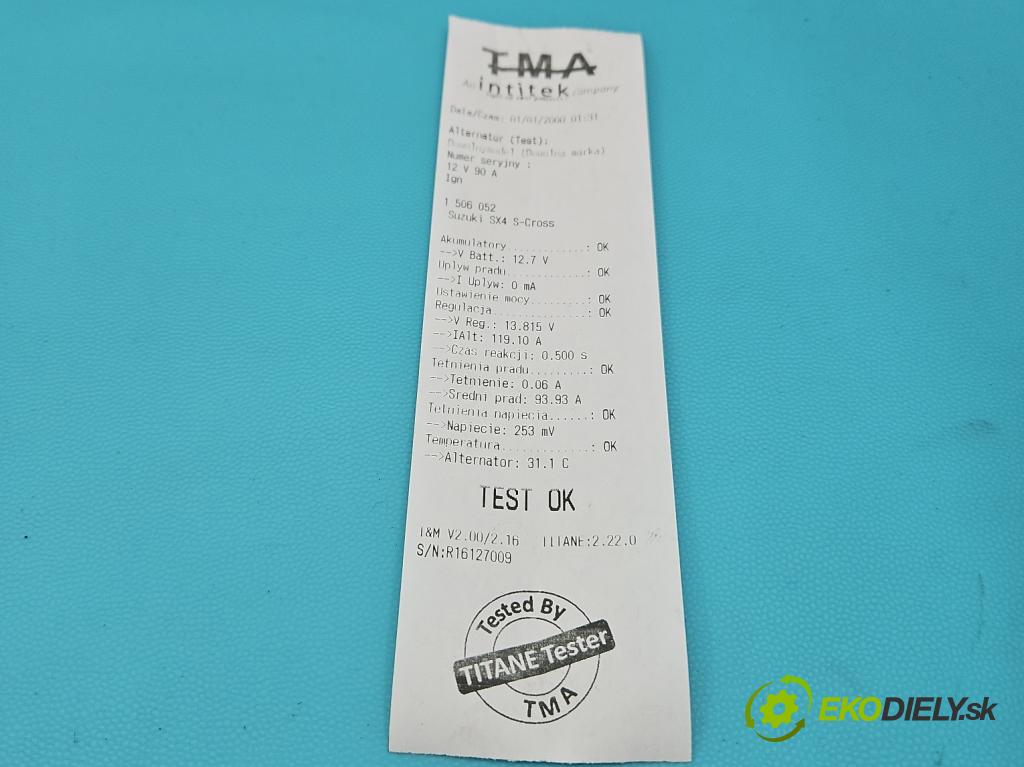 TMA
An intitek company
Data/Czas: 01/01/2000 01:31
Alternator (Test):
(Dowolna marka)
Numer seryjny :
12 V 90 A
Ign
1 506 052
Suzuki SX4 S-Cross
Akumulatory............: OK
-->V Batt.: 12.7 V
Uplyw pradu............: OK
-->I Uplyw: 0 mA
Ustawienie mocy........: OK
Regulacja..............: OK
-->V Reg.: 13.815 V
-->IAlt: 119.10 A
-->Czas reakcji: 0.500 s
Tetnienia pradu........: OK
-->Tetnienie: 0.06 A
-->Sredni prad: 93.93 A
Tetnienia napiecia.....: OK
-->Napiecie: 253 mV
Temperatura............: OK
-->Alternator: 31.1 C
TEST OK
I&M V2.00/2.16 TITANE:2.22.0
S/N:R16127009
Tested By
TITANE Tester
TMA
EKODIELY.sk